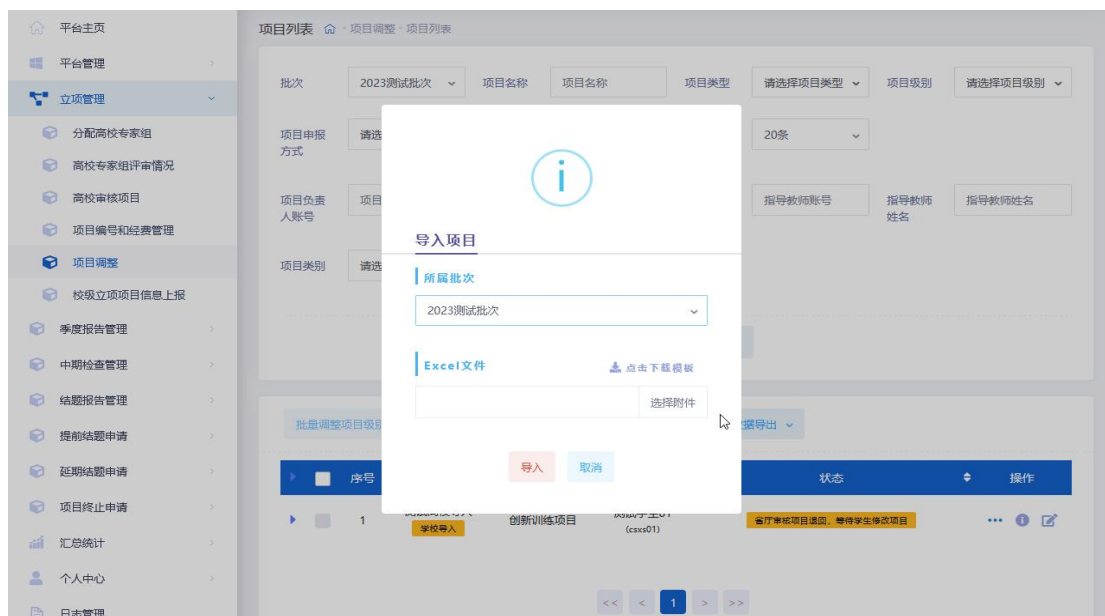 平台主页
平台管理
立项管理
分配高校专家组
高校专家组评审情况
高校审核项目
项目编号和经费管理
项目调整
校级立项项目信息上报
季度报告管理
中期检查管理
结题报告管理
提前结题申请
延期结题申请
项目终止申请
汇总统计
个人中心
日志管理
项目列表 - 项目调整 - 项目列表
批次 2023测试批次 项目名称 项目名称 项目类型 请选择项目类型 项目级别 请选择项目级别
项目申报方式 请选 20条
项目负责人账号 项目 指导教师账号 指导教师姓名 指导教师姓名
项目类别 请选
导入项目
所属批次
2023测试批次
Excel文件 点击下载模板
选择附件
导入 取消
批量调整项目级别 数据导出
序号 状态 操作
1 学校导入 创新训练项目 (csxs01) 省厅审核项目退回，等待学生修改项目
<< < 1 > >>